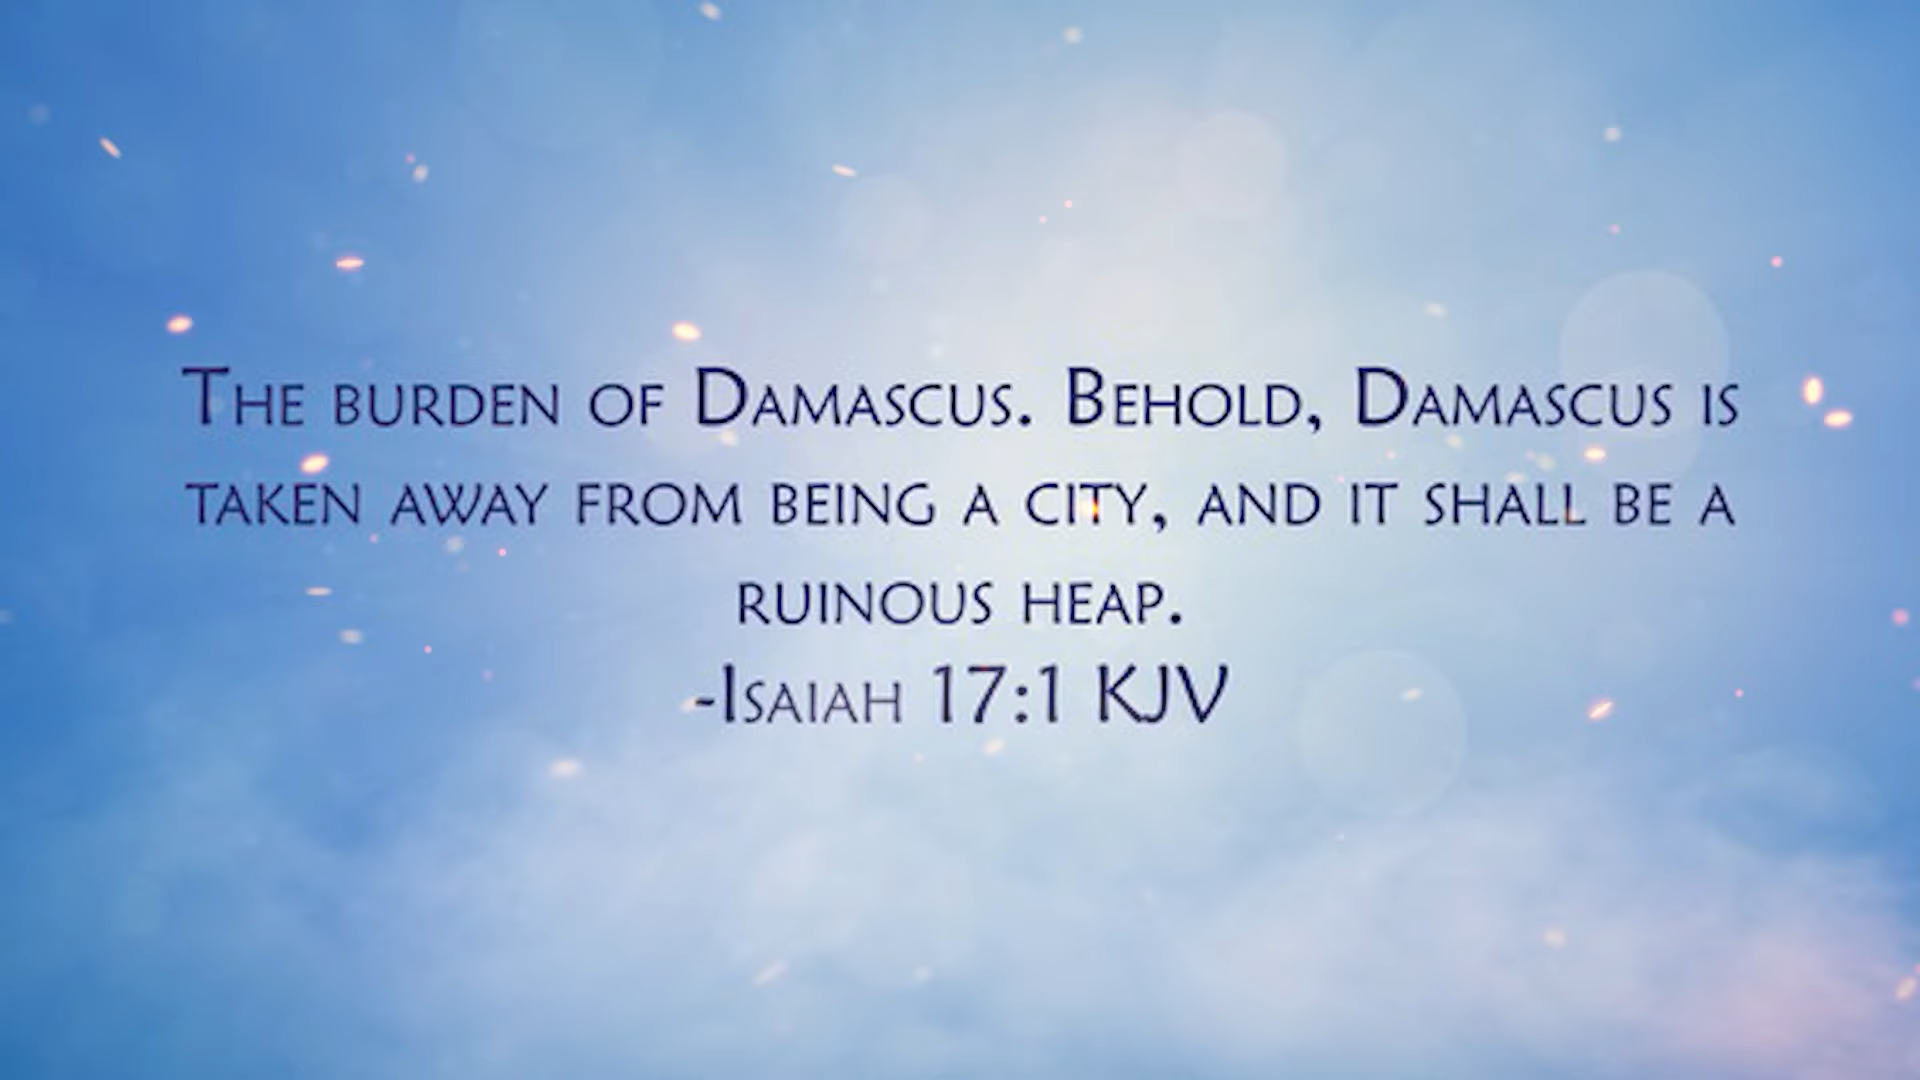 The burden of Damascus. Behold, Damascus is
taken away from being a city, and it shall be a
ruinous heap.
-Isaiah 17:1 KJV